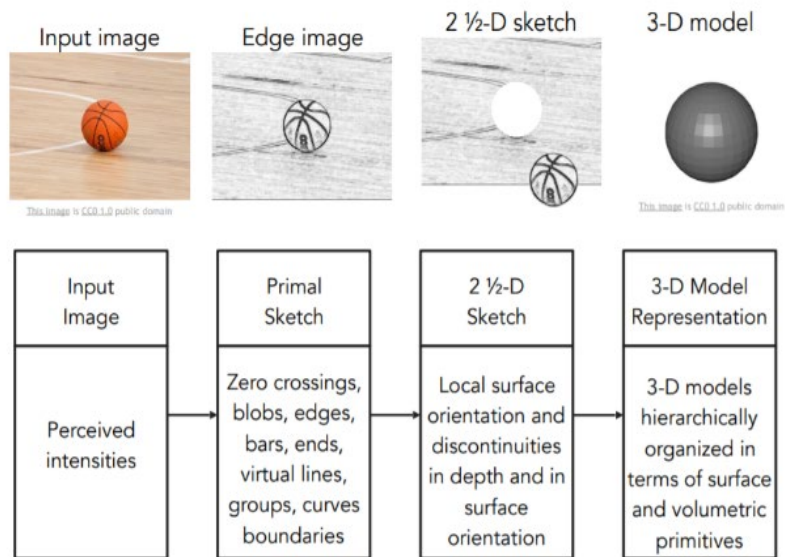 Input image
Edge image
2 ½-D sketch
3-D model
8
8
8
This image is CC0 1.0 public domain
This image is CC0 1.0 public domain
Input
Image
Primal
Sketch
2 ½-D
Sketch
3-D Model
Representation
Perceived
intensities
Zero crossings,
blobs, edges,
bars, ends,
virtual lines,
groups, curves
boundaries
Local surface
orientation and
discontinuities
in depth and in
surface
orientation
3-D models
hierarchically
organized in
terms of surface
and volumetric
primitives